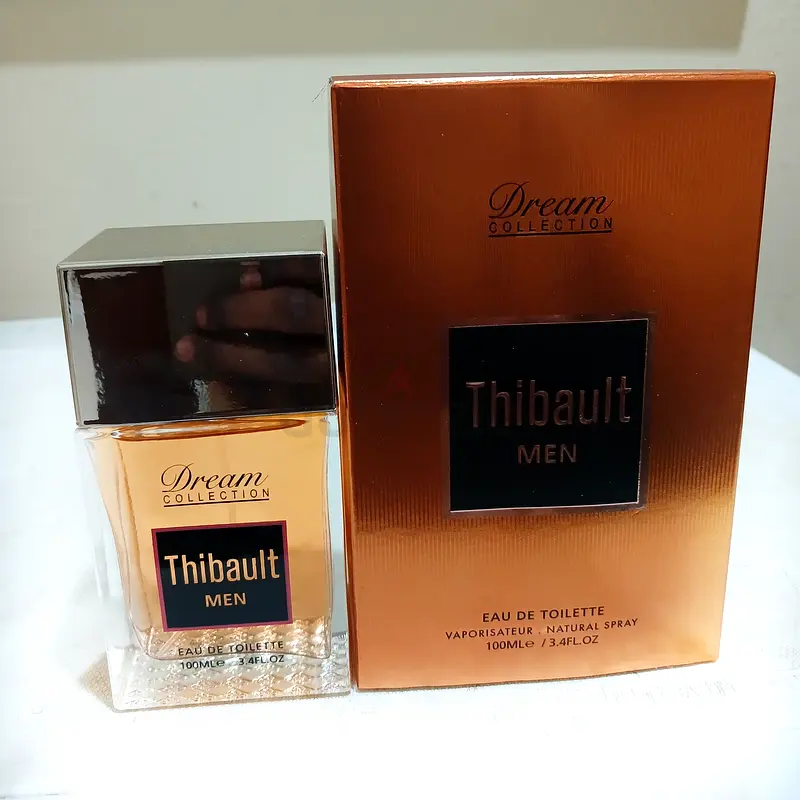 Dream
COLLECTION
Thibault
MEN
EAU DE TOILETTE
100MLe 3.4FL.OZ
Dream
COLLECTION
Thibault
MEN
EAU DE TOILETTE
VAPORISATEUR . NATURAL SPRAY
100MLe / 3.4FL.OZ